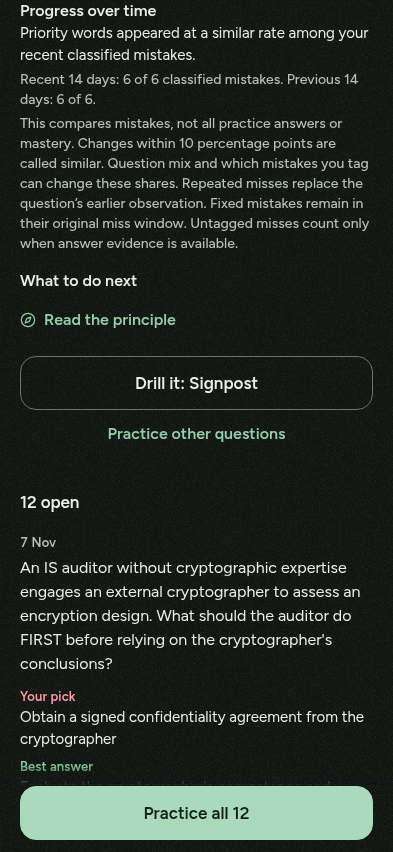 Progress over time
Priority words appeared at a similar rate among your
recent classified mistakes.
Recent 14 days: 6 of 6 classified mistakes. Previous 14
days: 6 of 6.
This compares mistakes, not all practice answers or
mastery. Changes within 10 percentage points are
called similar. Question mix and which mistakes you tag
can change these shares. Repeated misses replace the
question’s earlier observation. Fixed mistakes remain in
their original miss window. Untagged misses count only
when answer evidence is available.
What to do next
Read the principle
Drill it: Signpost
Practice other questions
12 open
7 Nov
An IS auditor without cryptographic expertise
engages an external cryptographer to assess an
encryption design. What should the auditor do
FIRST before relying on the cryptographer's
conclusions?
Your pick
Obtain a signed confidentiality agreement from the
cryptographer
Best answer
Practice all 12